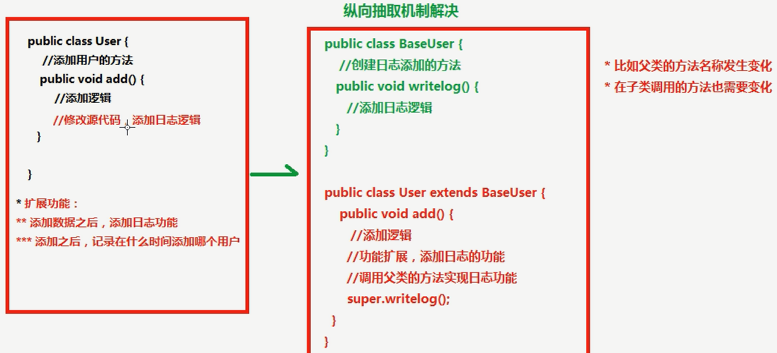 纵向抽取机制解决
public class User {
//添加用户的方法
public void add() {
//添加逻辑
//修改源代码，添加日志逻辑
}
}
* 扩展功能：
** 添加数据之后，添加日志功能
*** 添加之后，记录在什么时间添加哪个用户
public class BaseUser {
//创建日志添加的方法
public void writelog() {
//添加日志逻辑
}
}
public class User extends BaseUser {
public void add() {
//添加逻辑
//功能扩展，添加日志的功能
//调用父类的方法实现日志功能
super.writelog();
}
}
* 比如父类的方法名称发生变化
* 在子类调用的方法也需要变化